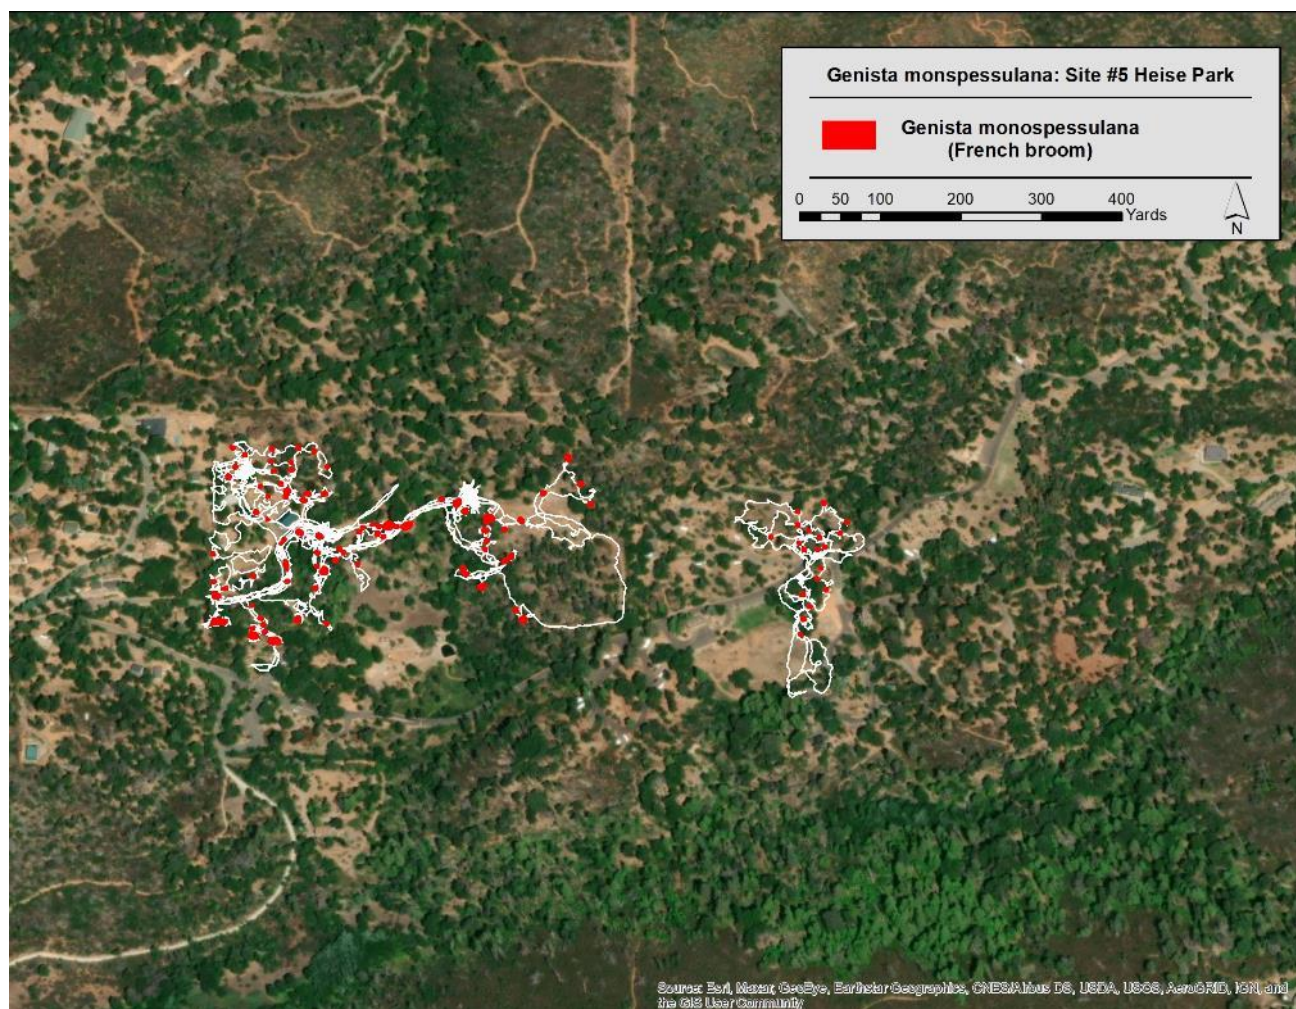 Genista monspessulana: Site #5 Heise Park
Genista monospessulana
(French broom)
0 50 100 200 300 400
Yards
N
Source: Esri, Maxar, GeoEye, Earthstar Geographics, CNES/Airbus DS, USDA, USGS, AeroGRID, IGN, and
the GIS User Community